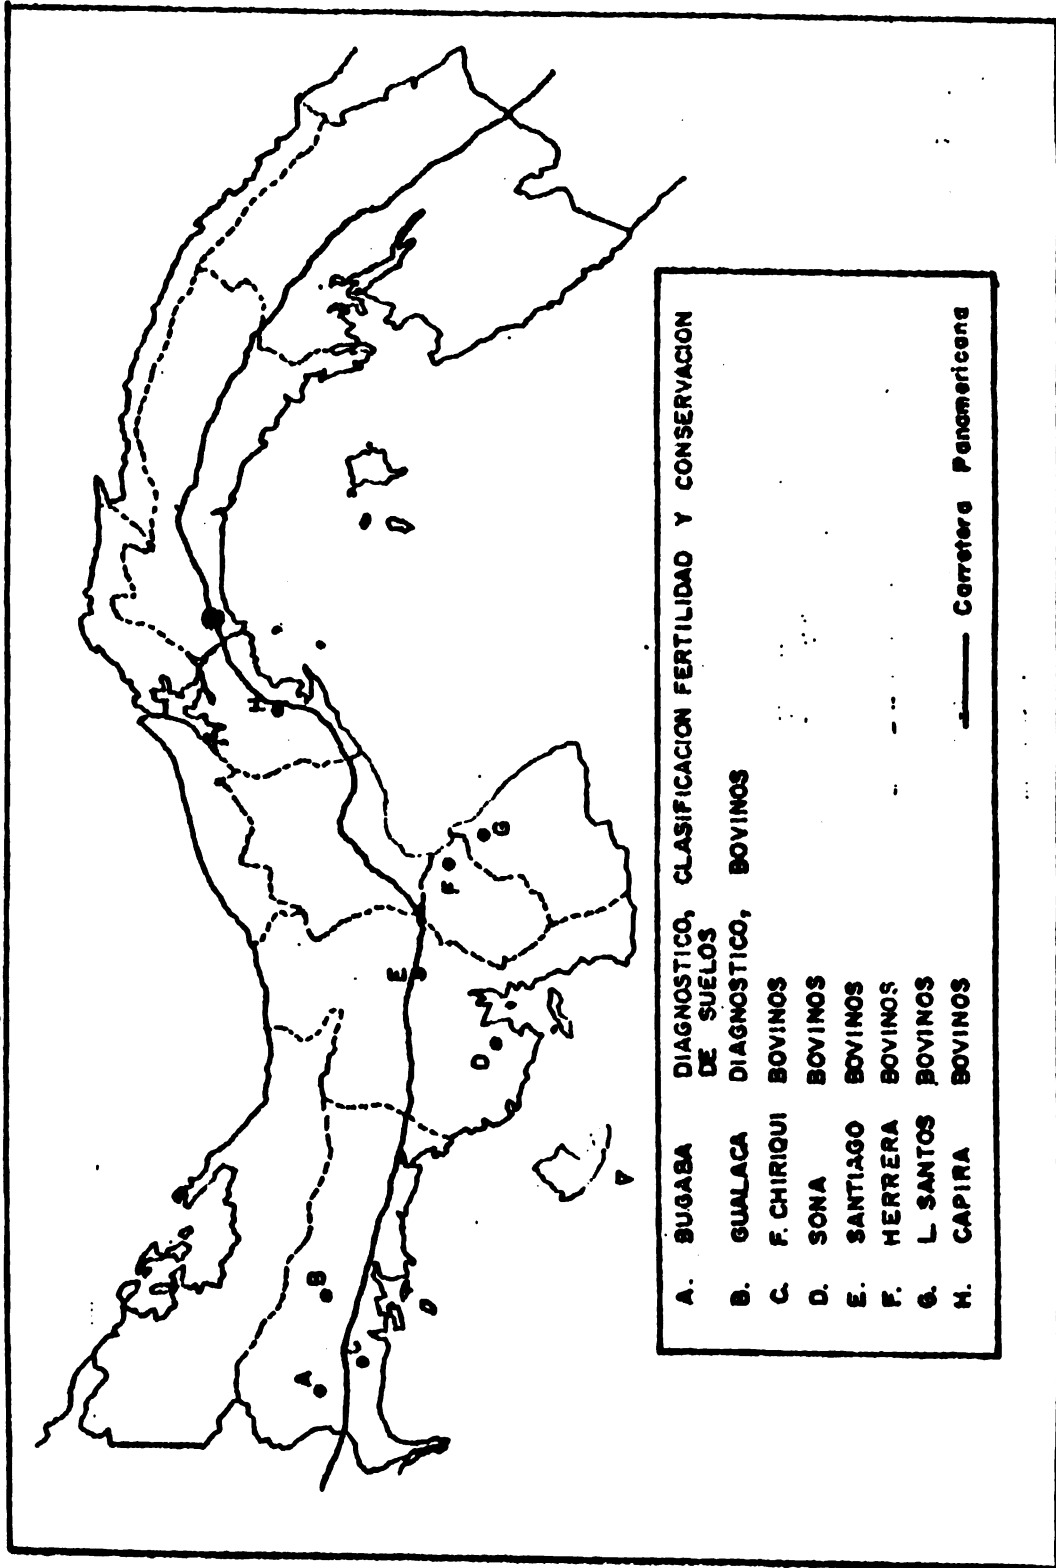 H
A
B
C
E
F
G
D
A. BUGABA DIAGNOSTICO, CLASIFICACION FERTILIDAD Y CONSERVACION
DE SUELOS
B. GUALACA DIAGNOSTICO, BOVINOS
C. F. CHIRIQUI BOVINOS
D. SONA BOVINOS
E. SANTIAGO BOVINOS
F. HERRERA BOVINOS
G. L. SANTOS BOVINOS
H. CAPIRA BOVINOS
Carretera Panamericana